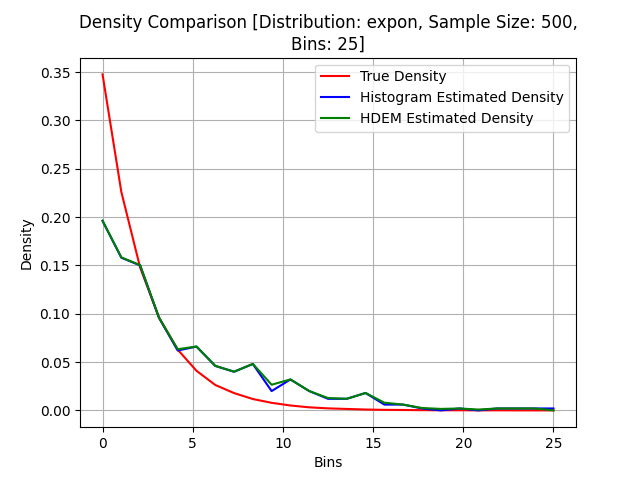 Density Comparison [Distribution: expon, Sample Size: 500,
Bins: 25]
True Density
Histogram Estimated Density
HDEM Estimated Density
Density
0.35
0.30
0.25
0.20
0.15
0.10
0.05
0.00
0 5 10 15 20 25
Bins